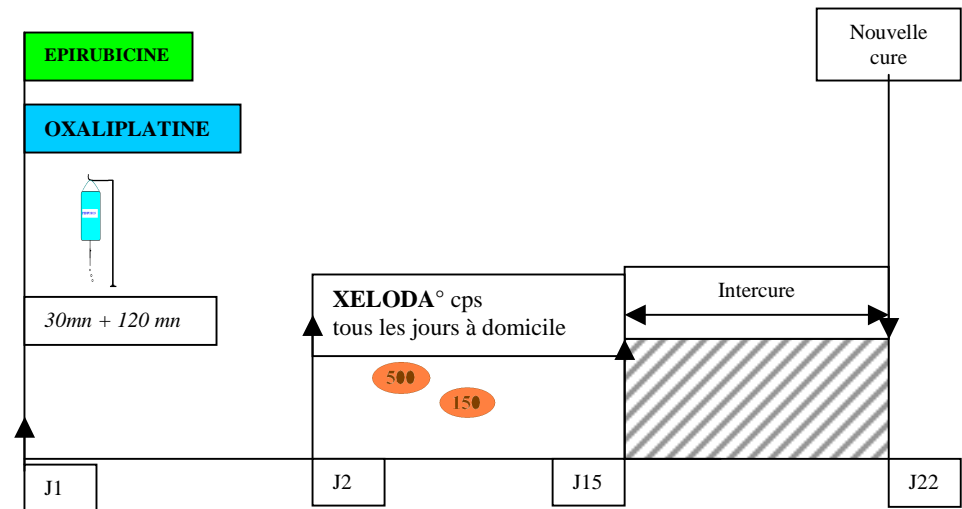 EPIRUBICINE
OXALIPLATINE
30mn + 120 mn
XELODA° cps
tous les jours à domicile
500
150
Intercure
Nouvelle
cure
J1
J2
J15
J22